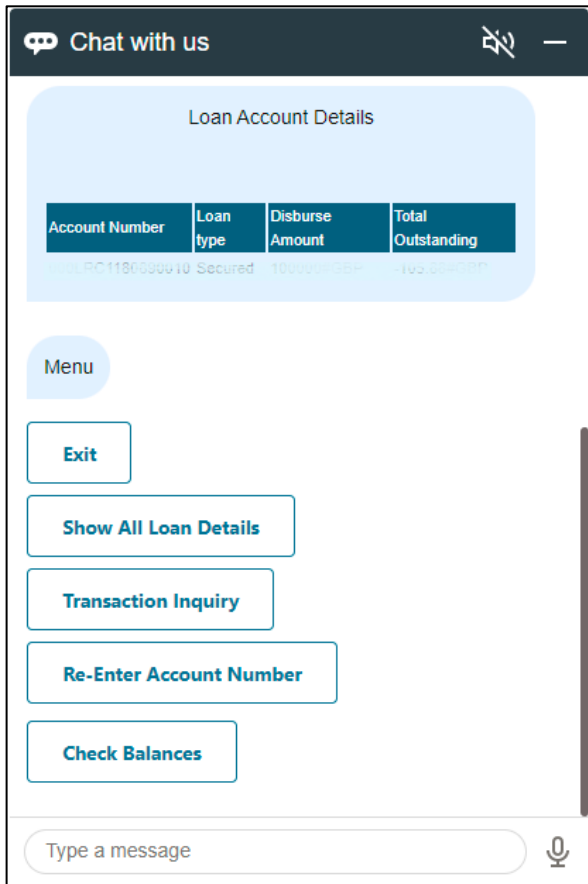 Chat with us
Loan Account Details
Account Number Loan type Disburse Amount Total Outstanding
Secured
Menu
Exit
Show All Loan Details
Transaction Inquiry
Re-Enter Account Number
Check Balances
Type a message